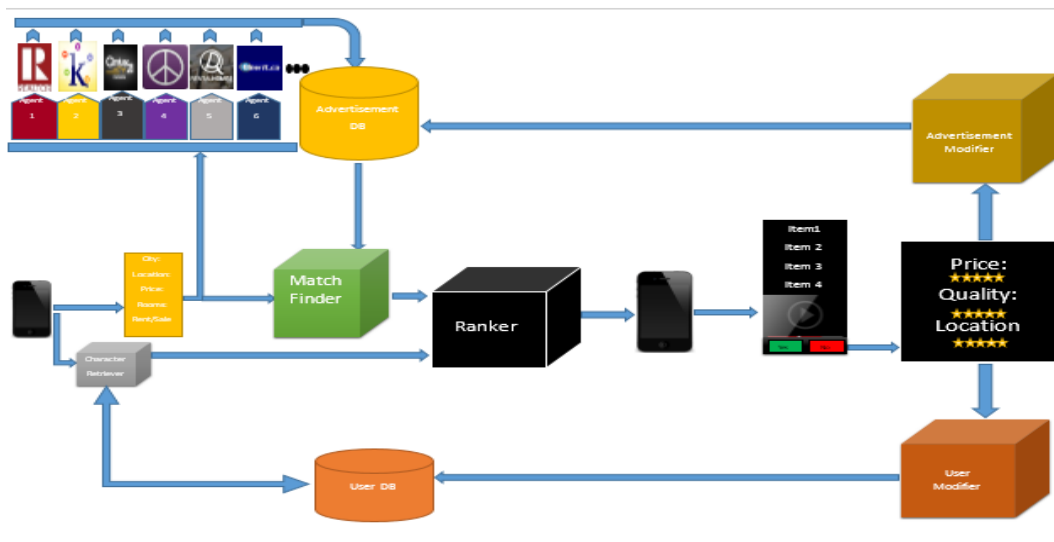 REALTOR
k
Agent
1
Agent
2
Agent
3
Agent
4
Agent
5
Agent
6
Advertisement
DB
Advertisement
Modifier
City:
Location:
Price:
Rooms:
Rent/Sale
Match
Finder
Ranker
Item1
Item 2
Item 3
Item 4
Price:
Quality:
Location
Character
Retriever
User DB
User
Modifier